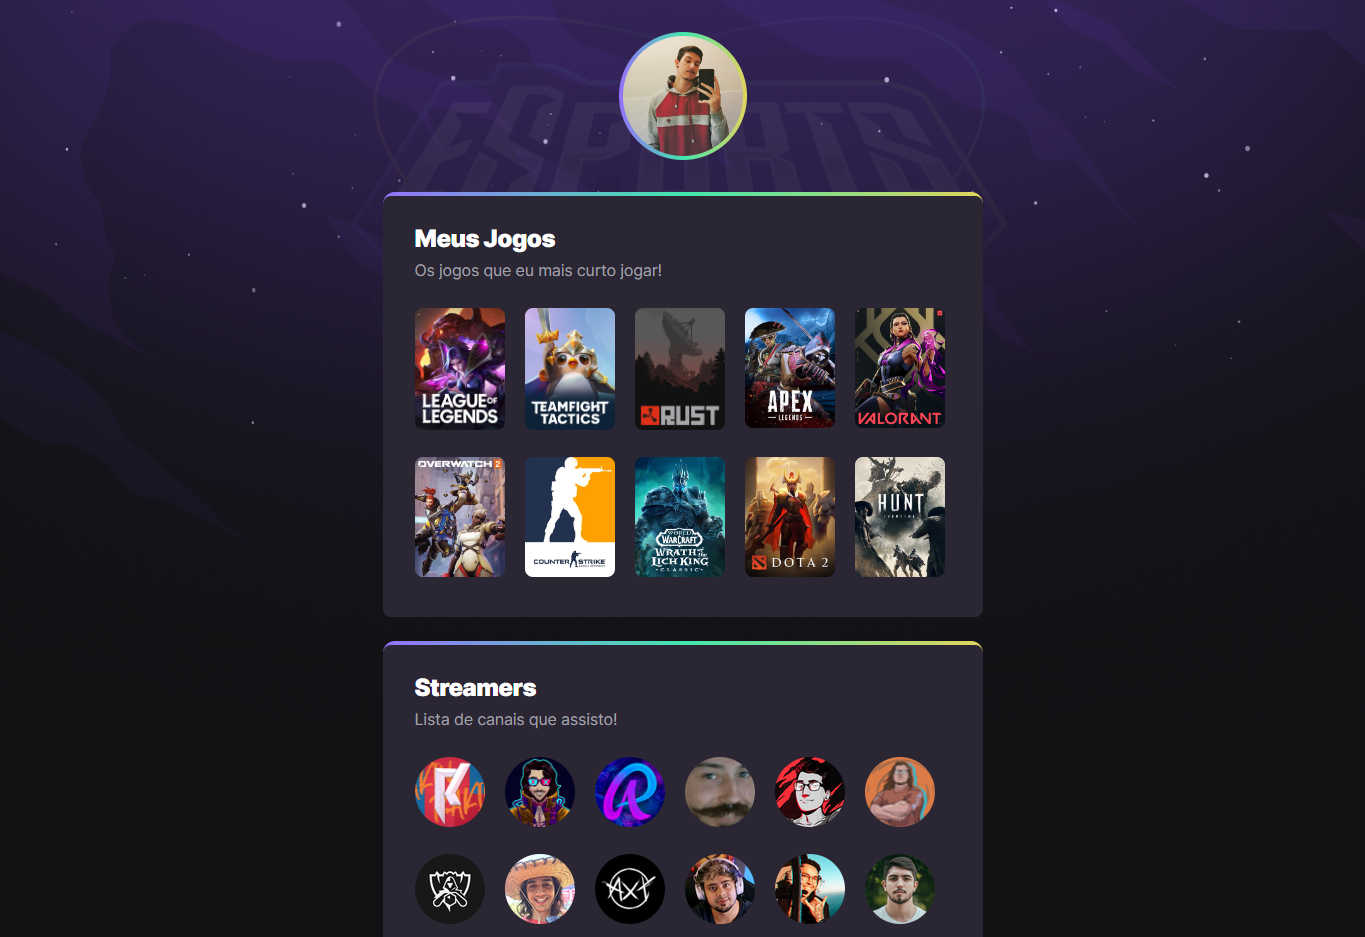 ESPORTS
Meus Jogos
Os jogos que eu mais curto jogar!
LEAGUE OF
LEGENDS
TEAMFIGHT
TACTICS
RUST
APEX
LEGENDS
VALORANT
OVERWATCH 2
COUNTER STRIKE
WORLD
WARCRAFT
WRATH OF THE
LICH KING
CLASSIC
DOTA 2
HUNT
Streamers
Lista de canais que assisto!